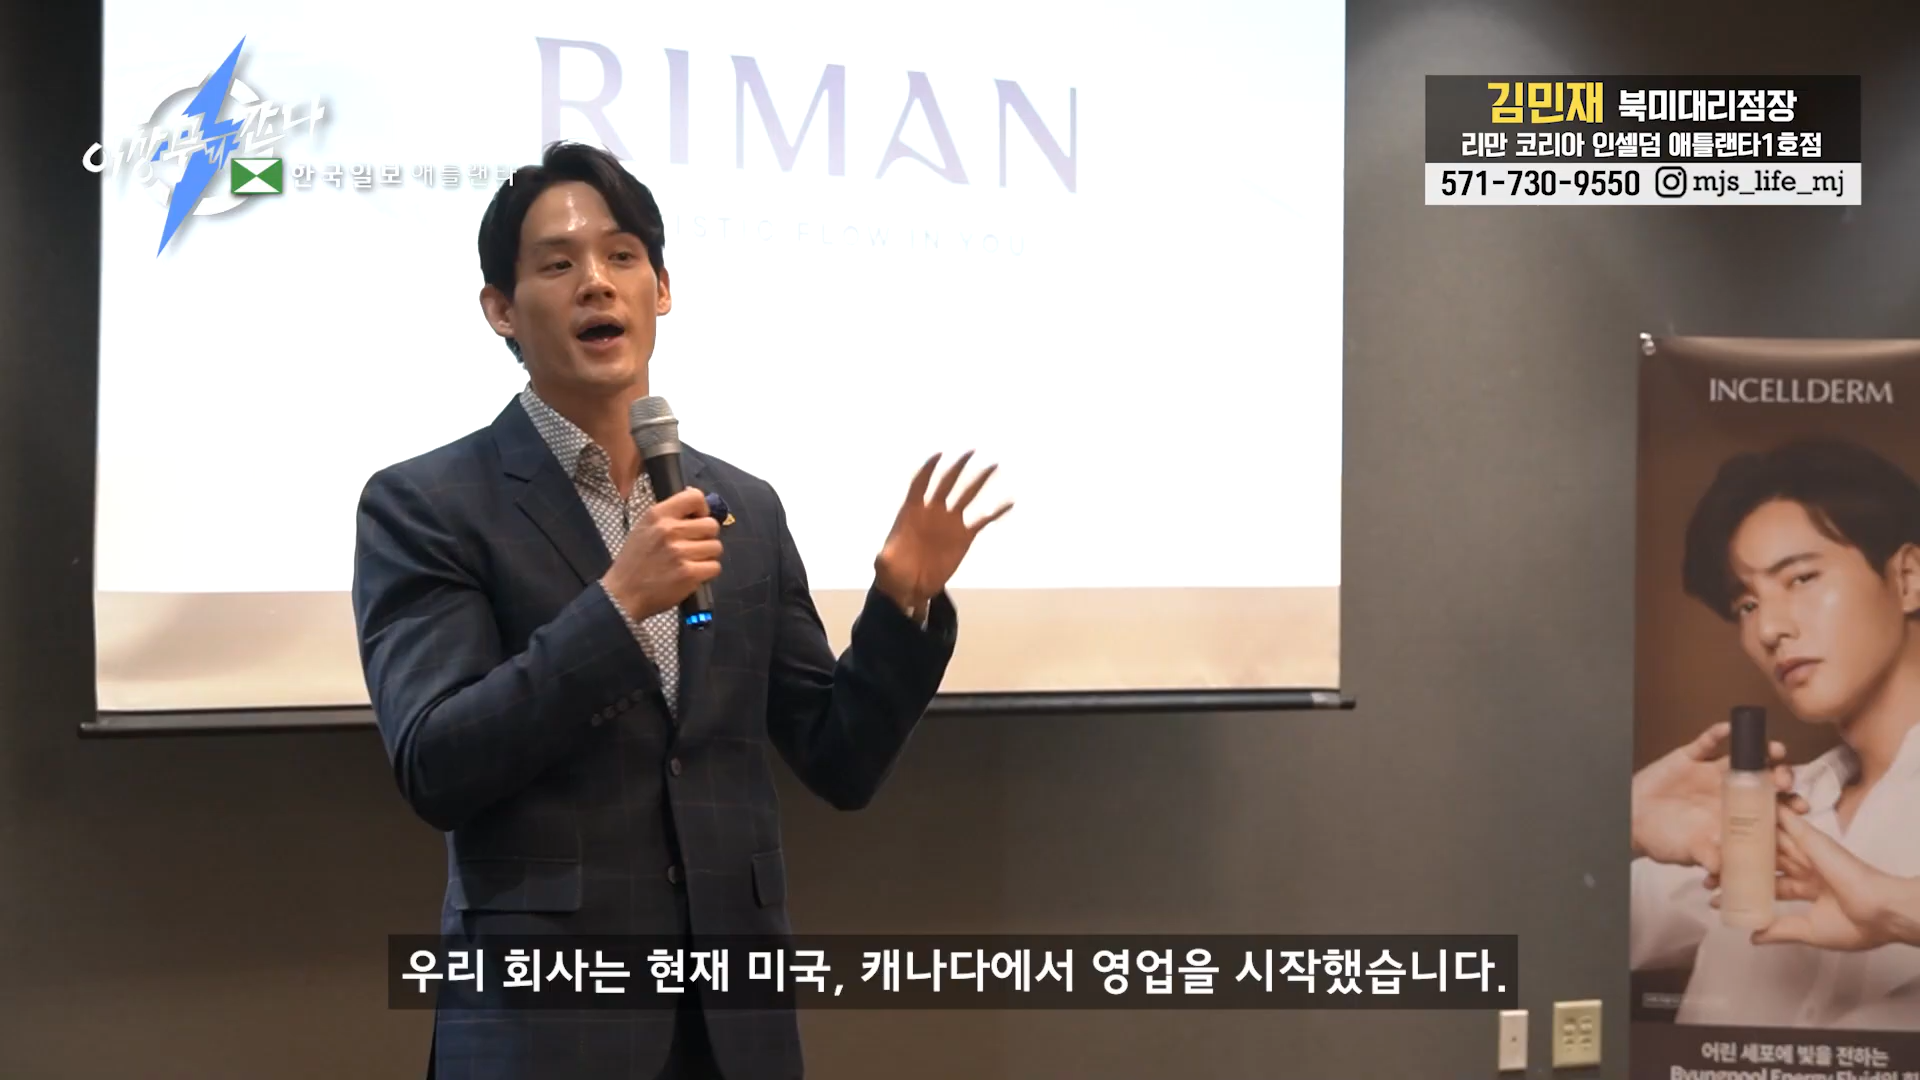 RIMAN
IN YOU
한국일보 애틀랜타
김민재 북미대리점장
리만 코리아 인셀덤 애틀랜타1호점
571-730-9550 mjs_life_mj
INCELLDERM
우리 회사는 현재 미국, 캐나다에서 영업을 시작했습니다.
어린 세포에 빛을 전하는